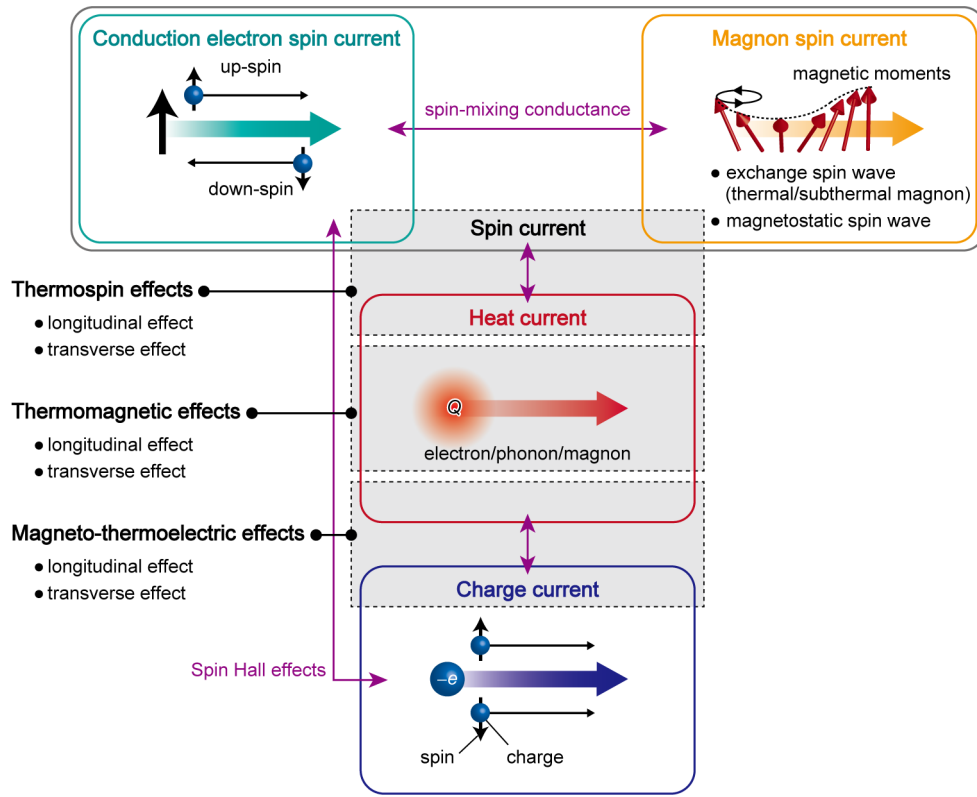 Conduction electron spin current
up-spin
down-spin
spin-mixing conductance
Magnon spin current
magnetic moments
● exchange spin wave
(thermal/subthermal magnon)
● magnetostatic spin wave
Spin current
Thermospin effects
● longitudinal effect
● transverse effect
Heat current
Q
electron/phonon/magnon
Thermomagnetic effects
● longitudinal effect
● transverse effect
Magneto-thermoelectric effects
● longitudinal effect
● transverse effect
Charge current
Spin Hall effects
–e
spin
charge